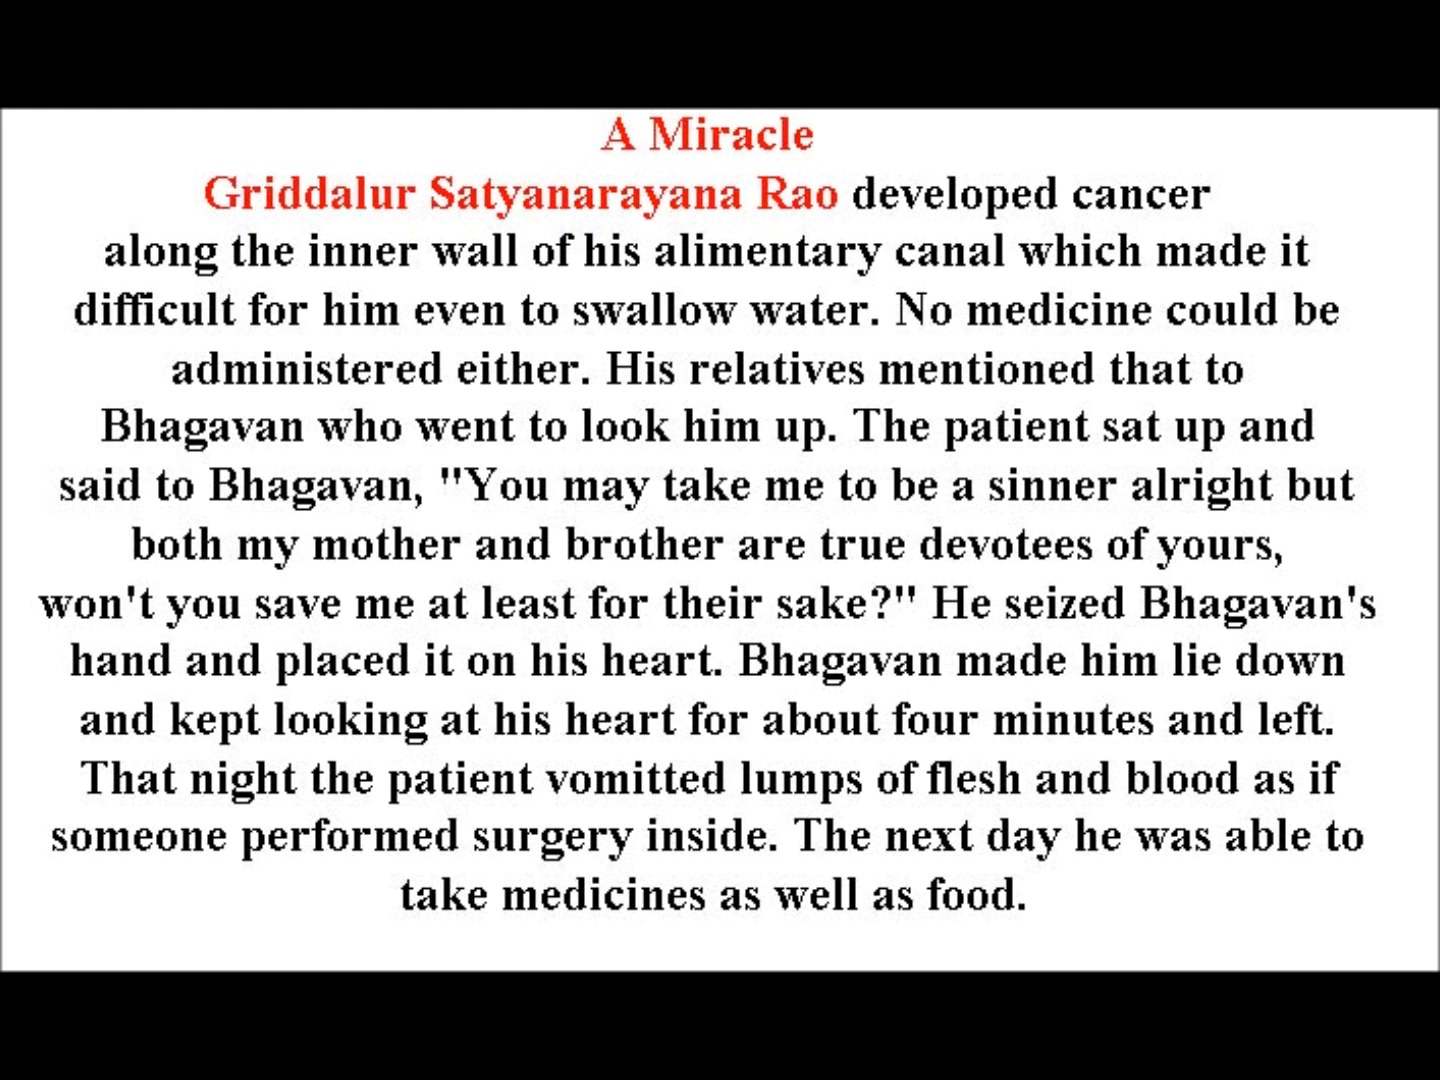 A Miracle
Griddalur Satyanarayana Rao developed cancer
along the inner wall of his alimentary canal which made it
difficult for him even to swallow water. No medicine could be
administered either. His relatives mentioned that to
Bhagavan who went to look him up. The patient sat up and
said to Bhagavan, "You may take me to be a sinner alright but
both my mother and brother are true devotees of yours,
won't you save me at least for their sake?" He seized Bhagavan's
hand and placed it on his heart. Bhagavan made him lie down
and kept looking at his heart for about four minutes and left.
That night the patient vomitted lumps of flesh and blood as if
someone performed surgery inside. The next day he was able to
take medicines as well as food.